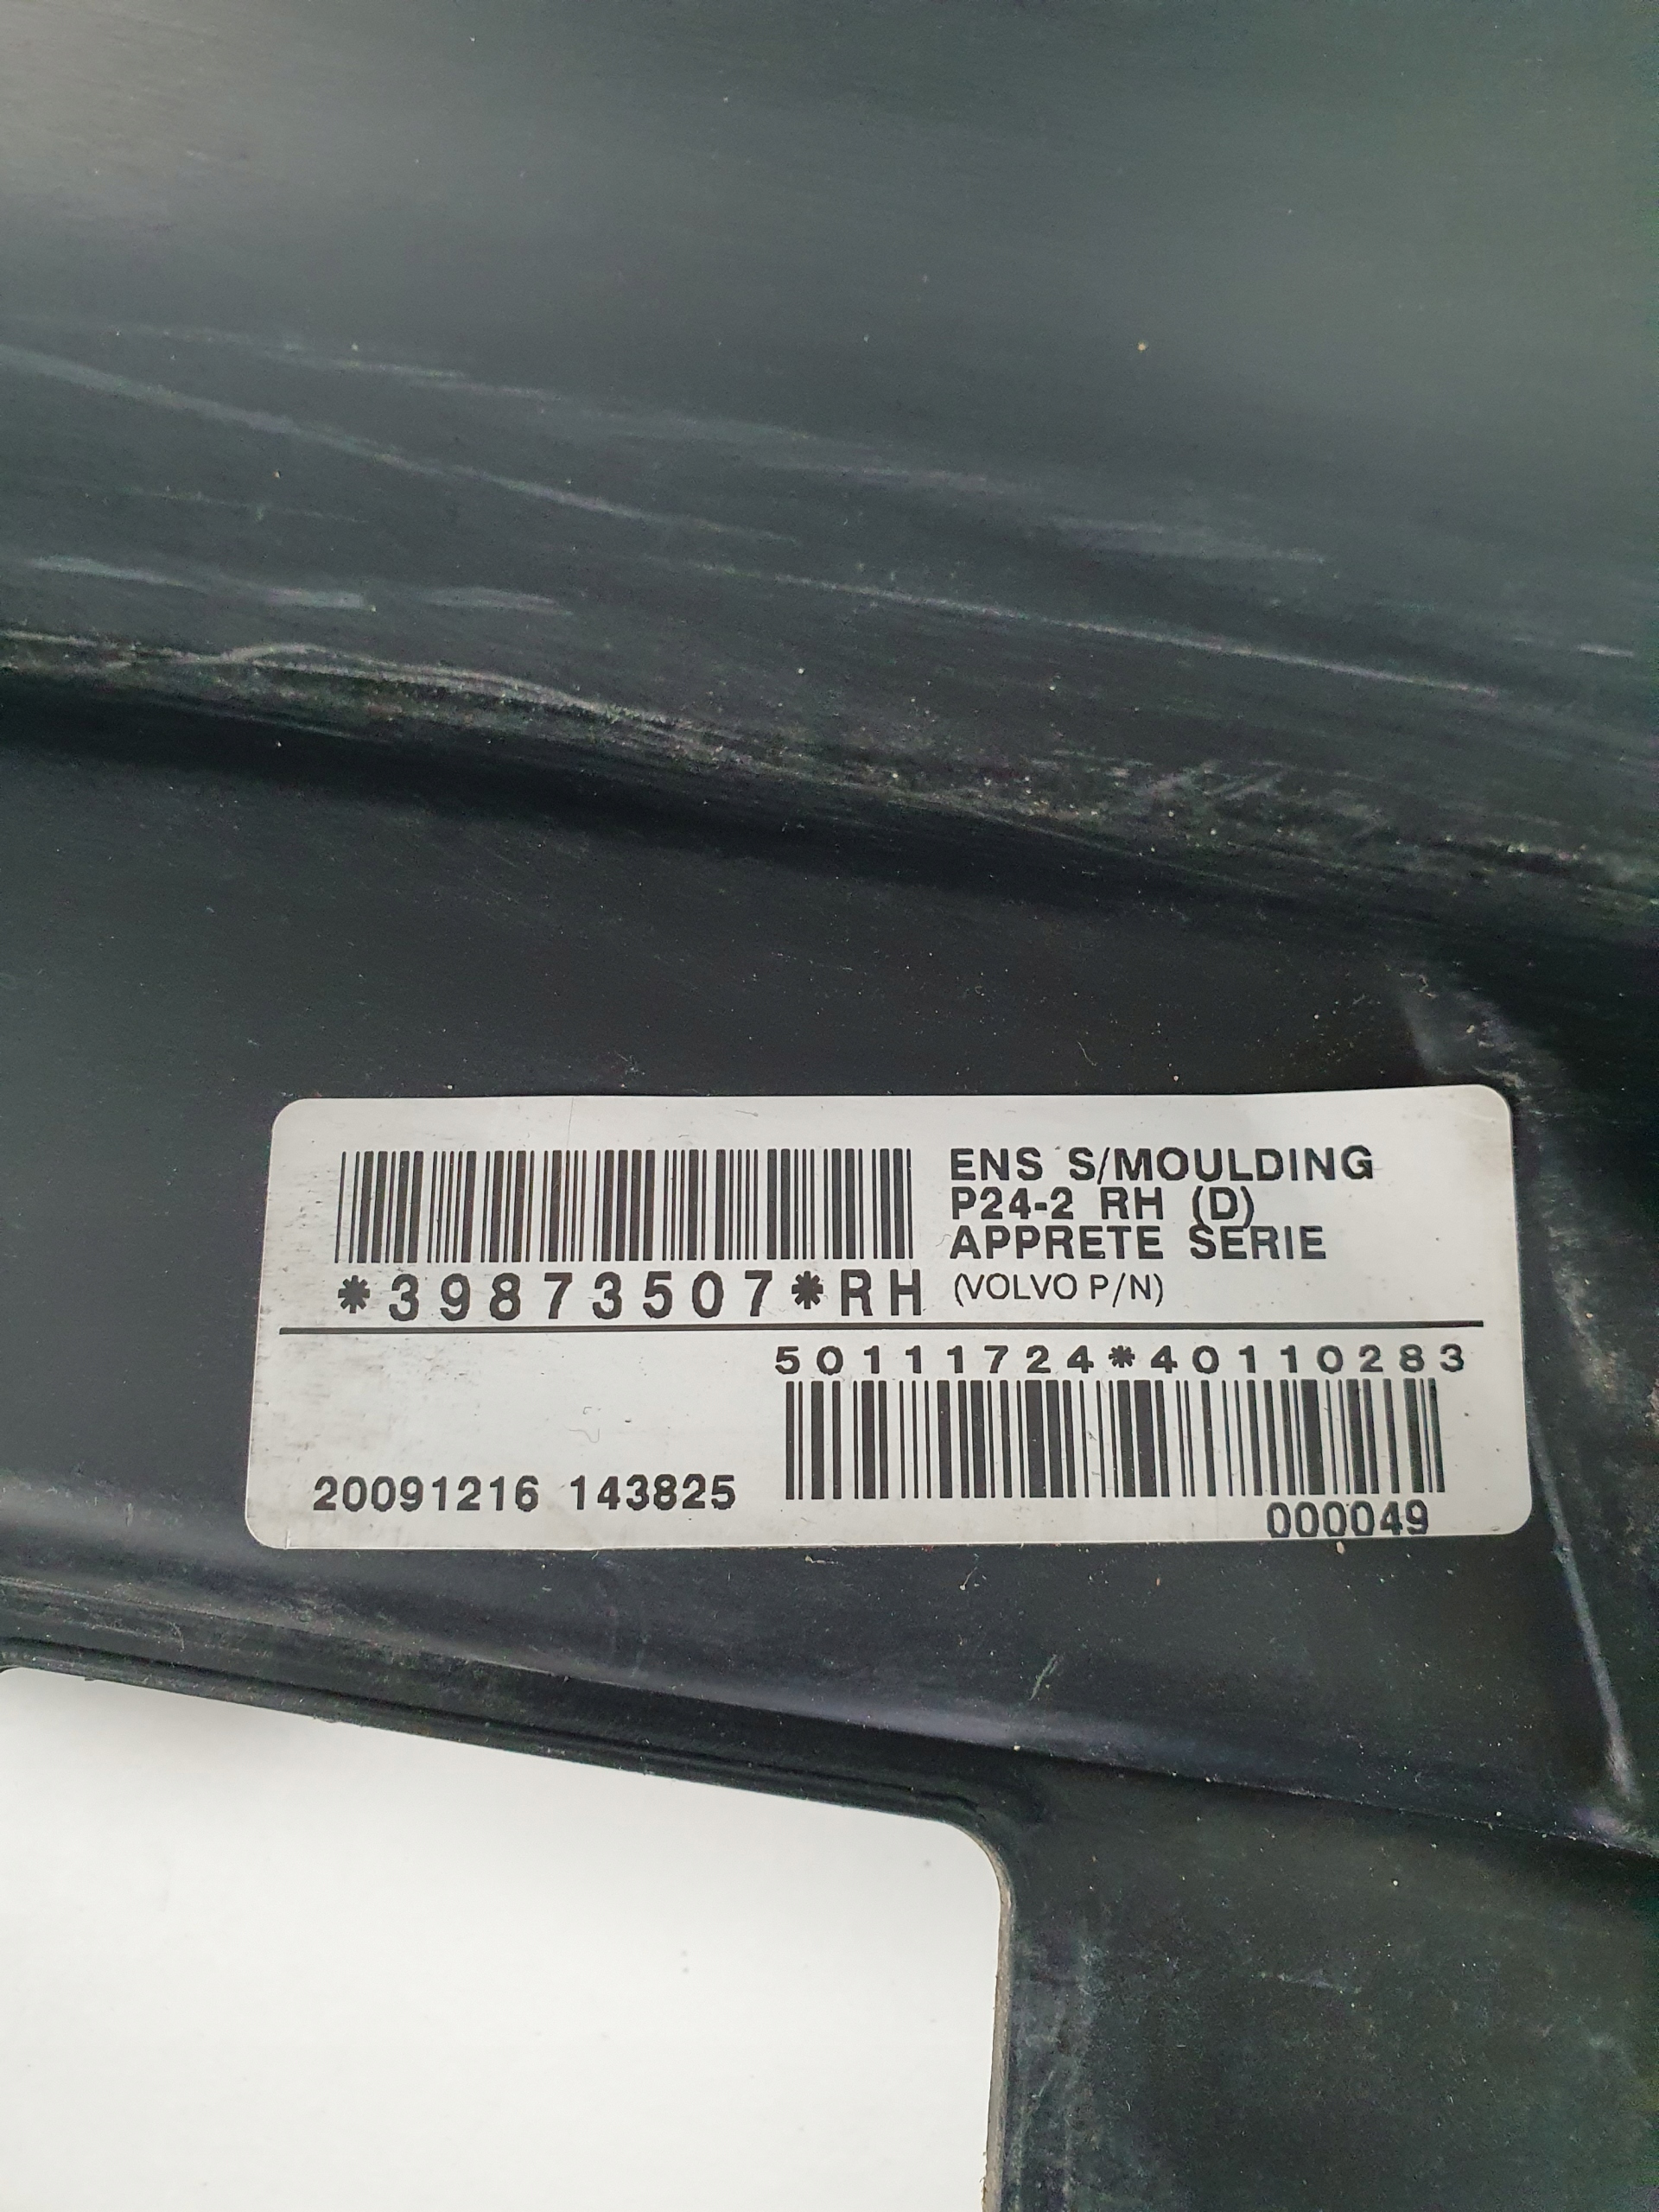 ENS S/MOULDING
P24-2 RH (D)
APPRETE SERIE
*39873507*RH (VOLVO P/N)
50111724*40110283
20091216 143825
000049